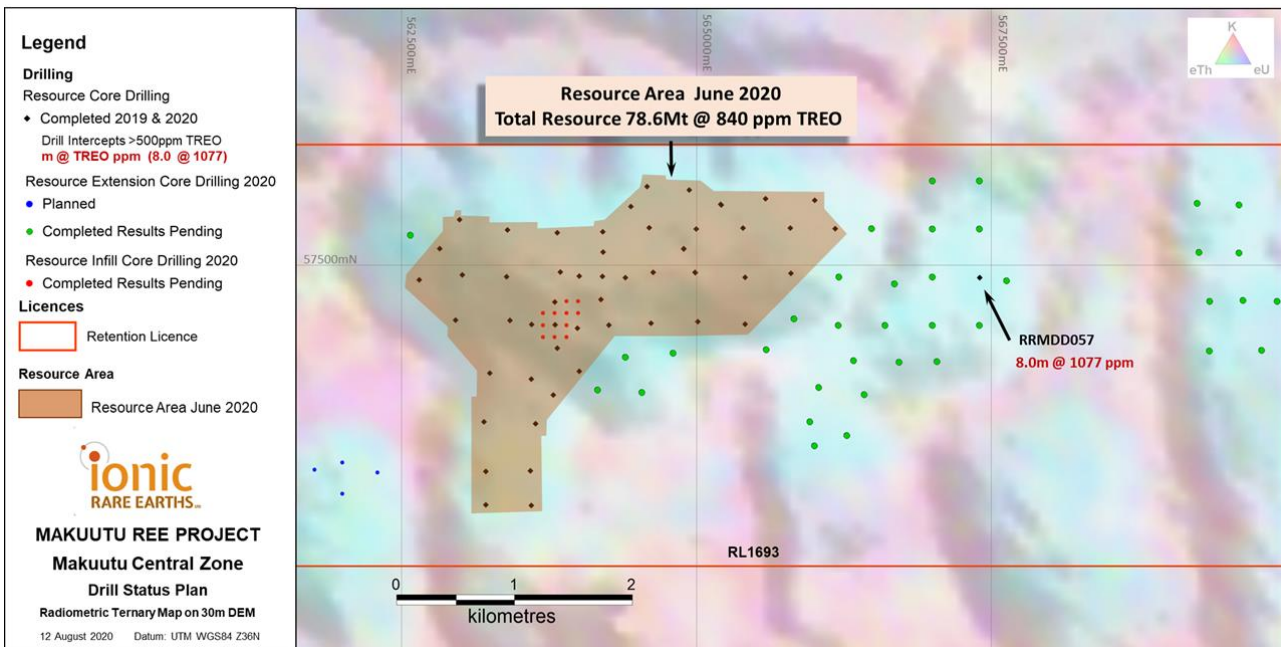 Legend
Drilling
Resource Core Drilling
Completed 2019 & 2020
Drill Intercepts >500ppm TREO
m @ TREO ppm (8.0 @ 1077)
Resource Extension Core Drilling 2020
Planned
Completed Results Pending
Resource Infill Core Drilling 2020
Completed Results Pending
Licences
Retention Licence
Resource Area
Resource Area June 2020
ionic
RARE EARTHS
MAKUUTU REE PROJECT
Makuutu Central Zone
Drill Status Plan
Radiometric Ternary Map on 30m DEM
12 August 2020 Datum: UTM WGS84 Z36N
562500mE
565000mE
567500mE
K
eTh eU
Resource Area June 2020
Total Resource 78.6Mt @ 840 ppm TREO
57500mN
RRMDD057
8.0m @ 1077 ppm
RL1693
0 1 2
kilometres